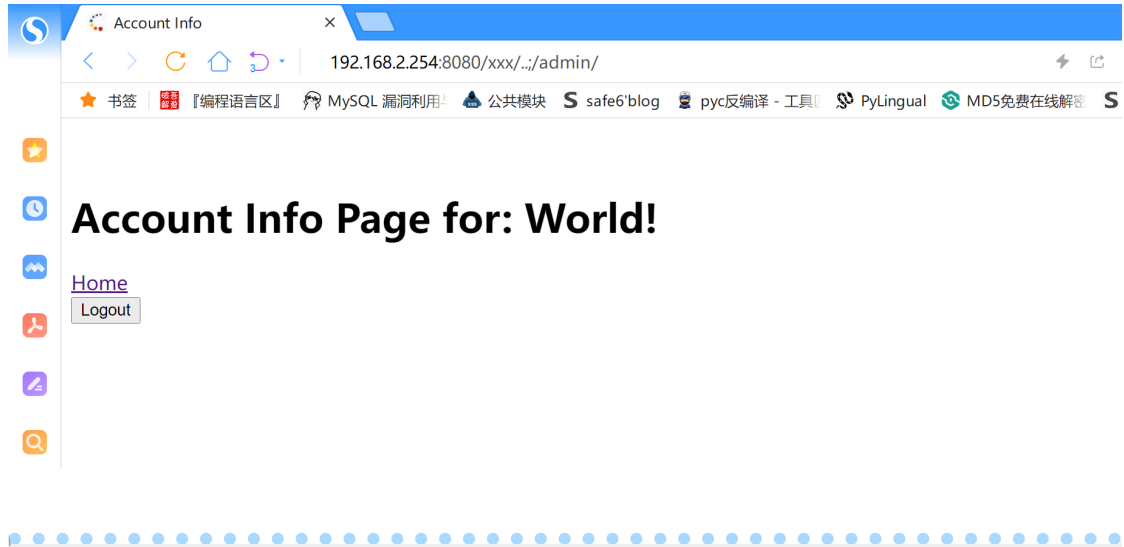 Account Info
192.168.2.254:8080/xxx/..;/admin/
3
书签 『编程语言区』 MySQL 漏洞利用 公共模块 safe6'blog pyc反编译 - 工具 PyLingual MD5免费在线解密
Account Info Page for: World!
Home
Logout